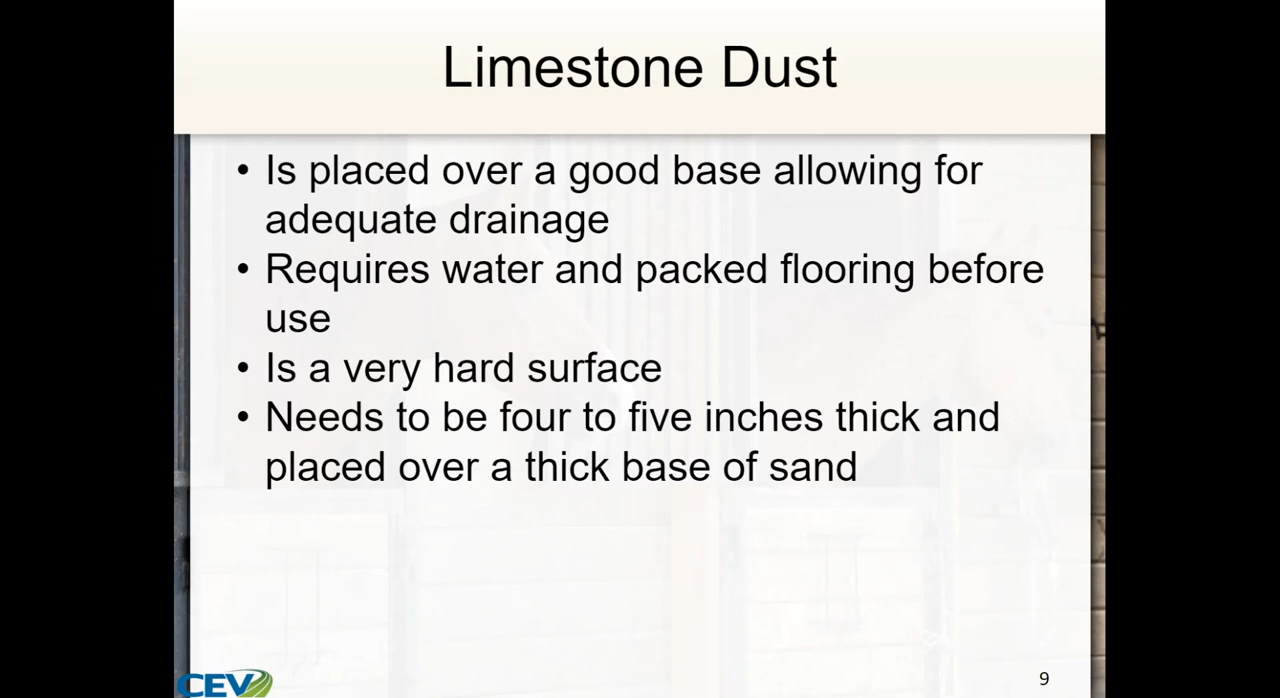 Limestone Dust
• Is placed over a good base allowing for
adequate drainage
• Requires water and packed flooring before
use
• Is a very hard surface
• Needs to be four to five inches thick and
placed over a thick base of sand
CEV
9